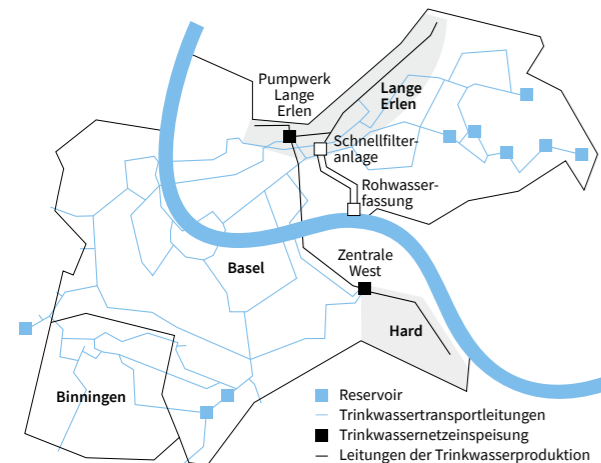 Pumpwerk
Lange
Erlen
Lange
Erlen
Schnellfilter-
anlage
Rohwasser-
fassung
Basel
Zentrale
West
Hard
Binningen
Reservoir
Trinkwassertransportleitungen
Trinkwassernetzeinspeisung
Leitungen der Trinkwasserproduktion